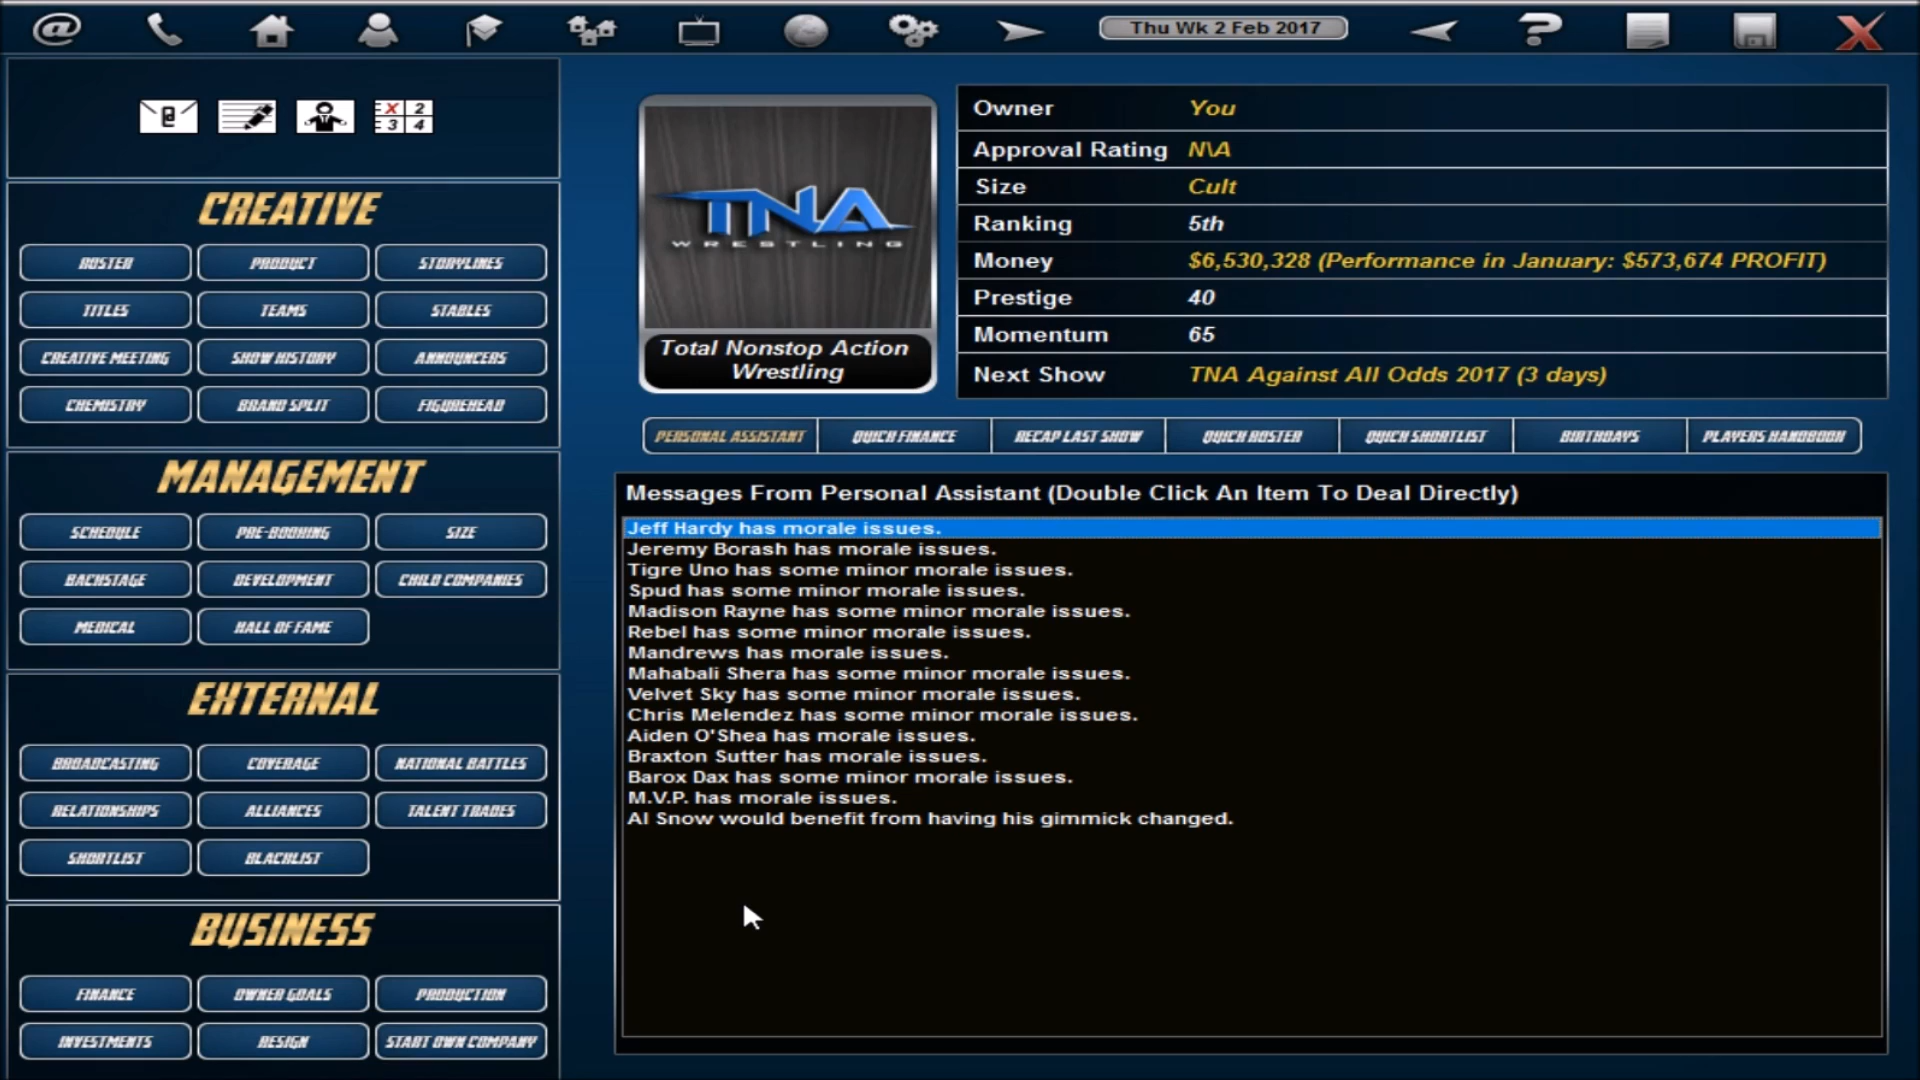 Thu Wk 2 Feb 2017
CREATIVE
ROSTER PRODUCT STORYLINES
TITLES TEAMS STABLES
CREATIVE MEETING SHOW HISTORY ANNOUNCERS
CHEMISTRY BRAND SPLIT FIGUREHEAD
MANAGEMENT
SCHEDULE PRE-BOOKING SIZE
BACKSTAGE DEVELOPMENT CHILD COMPANIES
MEDICAL HALL OF FAME
EXTERNAL
BROADCASTING COVERAGE NATIONAL BATTLES
RELATIONSHIPS ALLIANCES TALENT TRADES
SHORTLIST BLACKLIST
BUSINESS
FINANCE OWNER GOALS PRODUCTION
INVESTMENTS RESIGN START OWN COMPANY
TNA
WRESTLING
Total Nonstop Action
Wrestling
Owner You
Approval Rating N\A
Size Cult
Ranking 5th
Money $6,530,328 (Performance in January: $573,674 PROFIT)
Prestige 40
Momentum 65
Next Show TNA Against All Odds 2017 (3 days)
PERSONAL ASSISTANT QUICK FINANCE RECAP LAST SHOW QUICK ROSTER QUICK SHORTLIST BIRTHDAYS PLAYERS HANDBOOK
Messages From Personal Assistant (Double Click An Item To Deal Directly)
Jeff Hardy has morale issues.
Jeremy Borash has morale issues.
Tigre Uno has some minor morale issues.
Spud has some minor morale issues.
Madison Rayne has some minor morale issues.
Rebel has some minor morale issues.
Mandrews has morale issues.
Mahabali Shera has some minor morale issues.
Velvet Sky has some minor morale issues.
Chris Melendez has some minor morale issues.
Aiden O'Shea has morale issues.
Braxton Sutter has morale issues.
Barox Dax has some minor morale issues.
M.V.P. has morale issues.
Al Snow would benefit from having his gimmick changed.